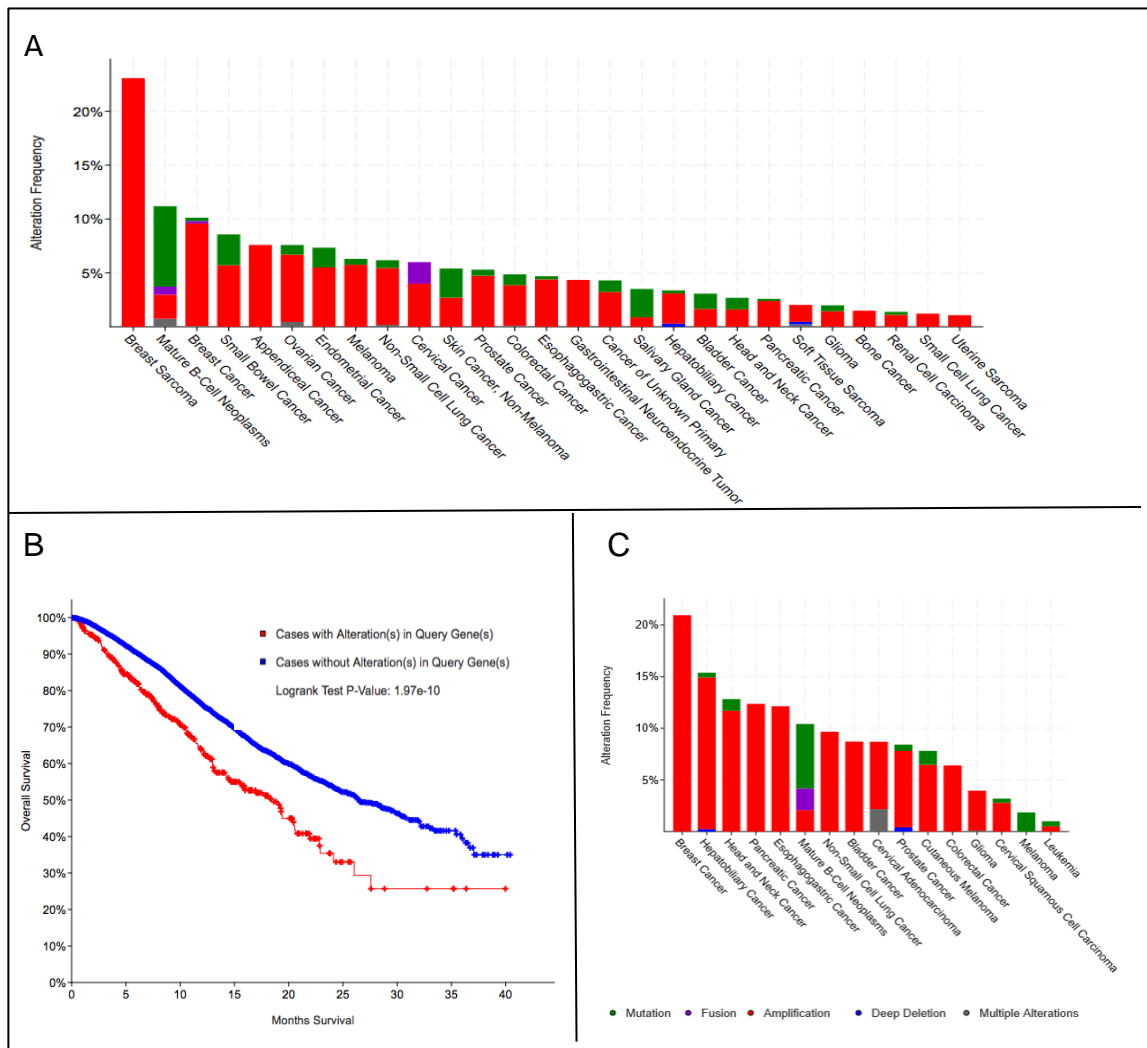 A
Alteration Frequency
20%
15%
10%
5%
Breast Sarcoma
Mature B-Cell Neoplasms
Breast Cancer
Small Bowel Cancer
Appendiceal Cancer
Ovarian Cancer
Endometrial Cancer
Melanoma
Non-Small Cell Lung Cancer
Cervical Cancer
Skin Cancer, Non-Melanoma
Prostate Cancer
Colorectal Cancer
Esophagogastric Cancer
Gastrointestinal Neuroendocrine Tumor
Cancer of Unknown Primary
Salivary Gland Cancer
Hepatobiliary Cancer
Bladder Cancer
Head and Neck Cancer
Pancreatic Cancer
Soft Tissue Sarcoma
Glioma
Bone Cancer
Renal Cell Carcinoma
Small Cell Lung Cancer
Uterine Sarcoma
B
Overall Survival
100%
90%
80%
70%
60%
50%
40%
30%
20%
10%
0%
Cases with Alteration(s) in Query Gene(s)
Cases without Alteration(s) in Query Gene(s)
Logrank Test P-Value: 1.97e-10
0 5 10 15 20 25 30 35 40
Months Survival
C
Alteration Frequency
20%
15%
10%
5%
Breast Cancer
Hepatobiliary Cancer
Head and Neck Cancer
Pancreatic Cancer
Esophagogastric Cancer
Mature B-Cell Neoplasms
Non-Small Cell Lung Cancer
Bladder Cancer
Cervical Adenocarcinoma
Prostate Cancer
Cutaneous Melanoma
Colorectal Cancer
Glioma
Cervical Squamous Cell Carcinoma
Melanoma
Leukemia
Mutation Fusion Amplification Deep Deletion Multiple Alterations